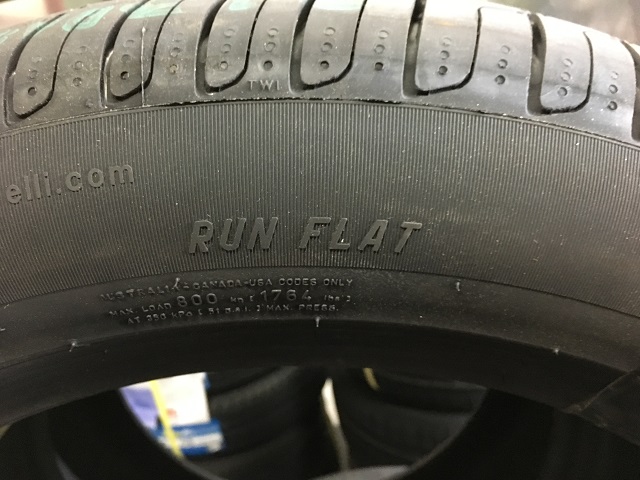 TWI
elli.com
RUN FLAT
AUSTRALIA-CANADA-USA CODES ONLY
MAX. LOAD 800 kg [ 1764 lbs ]
AT 350 kPa [ 51 p.s.i. ] MAX. PRESS.